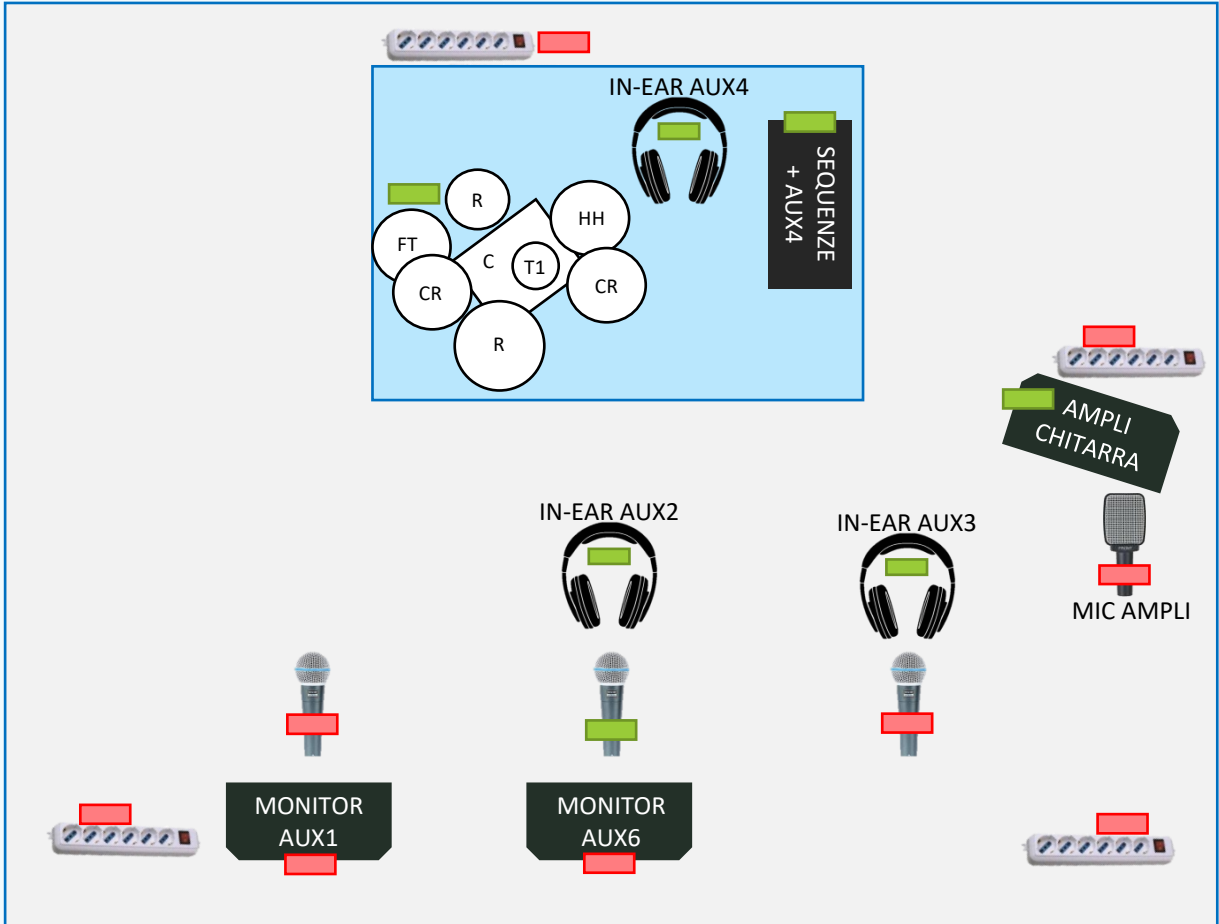 IN-EAR AUX4
SEQUENZE
+ AUX4
R
HH
FT
C
T1
CR
CR
R
AMPLI
CHITARRA
IN-EAR AUX2
IN-EAR AUX3
MIC AMPLI
MONITOR
AUX1
MONITOR
AUX6